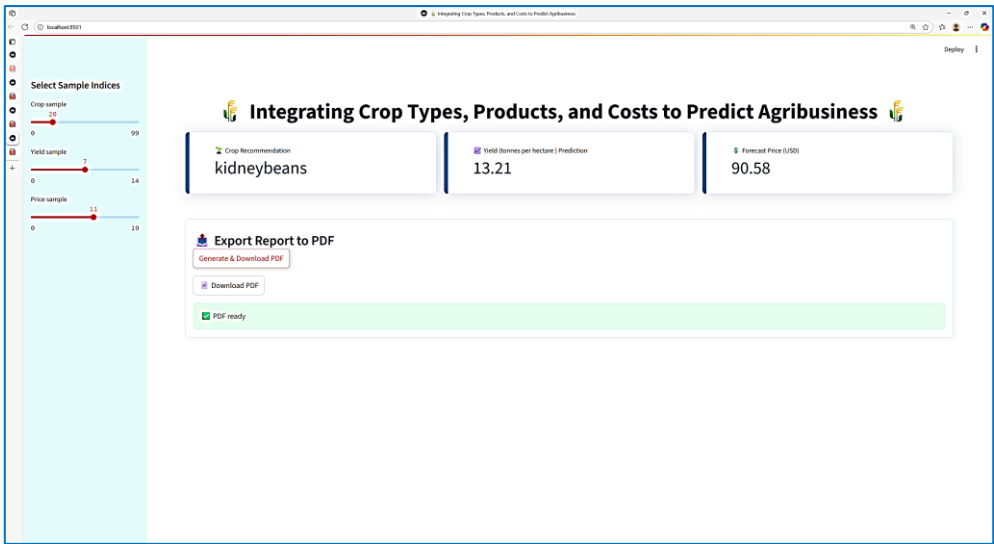 Integrating Crop Types, Products, and Costs to Predict Agribusiness
localhost:8501
Deploy
Select Sample Indices
Crop sample
20
0 99
Yield sample
7
0 14
Price sample
11
0 19
Integrating Crop Types, Products, and Costs to Predict Agribusiness
Crop Recommendation
kidneybeans
Yield (tonnes per hectare ) Prediction
13.21
Forecast Price (USD)
90.58
Export Report to PDF
Generate & Download PDF
Download PDF
PDF ready